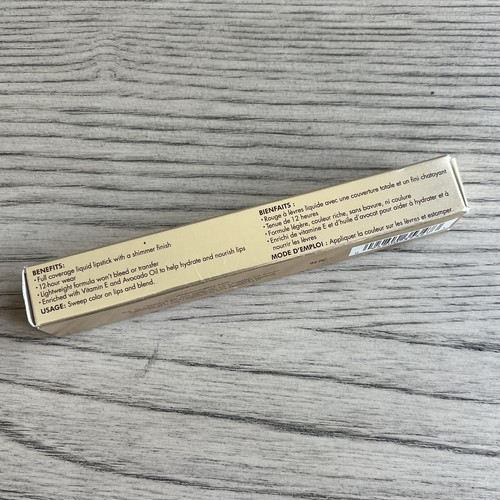 BENEFITS:
• Full coverage liquid lipstick with a shimmer finish
• 12-hour wear
• Lightweight formula won't bleed or transfer
• Enriched with Vitamin E and Avocado Oil to help hydrate and nourish lips
USAGE: Sweep color on lips and blend.
BIENFAITS :
• Rouge à lèvres liquide avec une couverture totale et un fini chatoyant
• Tenue de 12 heures
• Formule légère, couleur riche, sans bavure, ni coulure
• Enrichi de vitamine E et d'huile d'avocat pour aider à hydrater et à
nourrir les lèvres
MODE D'EMPLOI : Appliquer la couleur sur les lèvres et estomper.